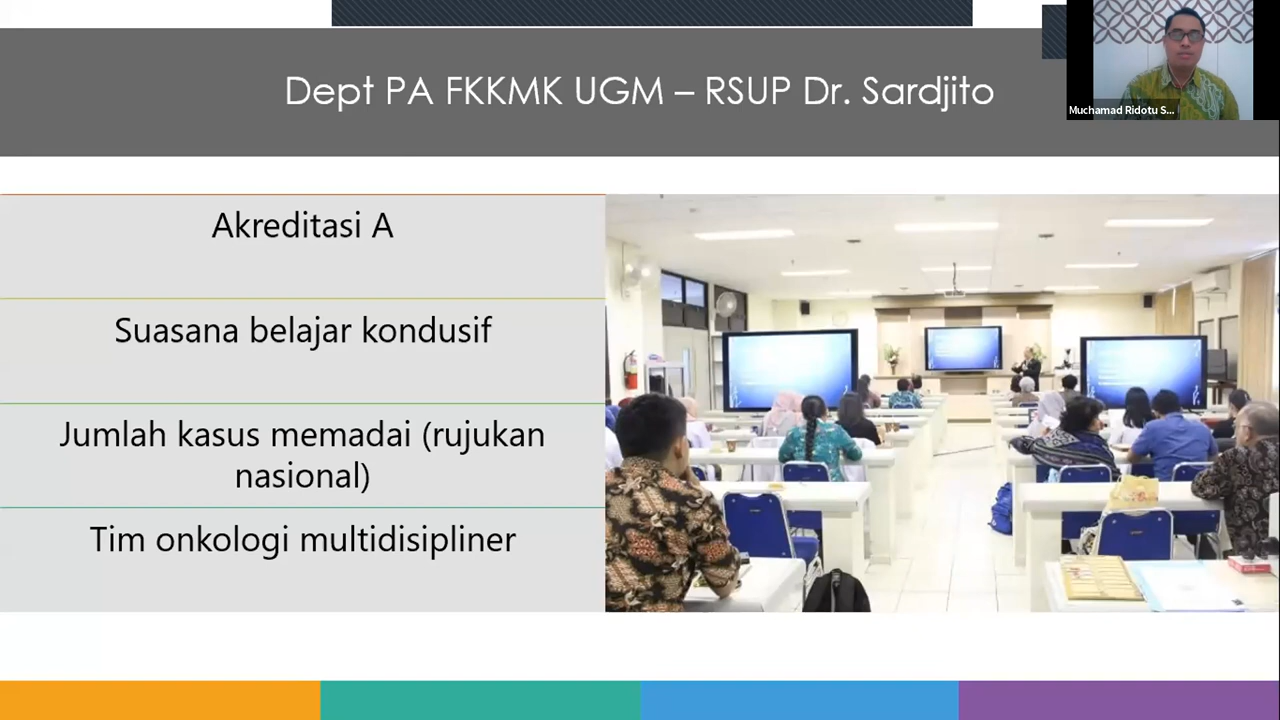 Dept PA FKKMK UGM – RSUP Dr. Sardjito
Muchamad Ridotu S...
Akreditasi A
Suasana belajar kondusif
Jumlah kasus memadai (rujukan
nasional)
Tim onkologi multidisipliner